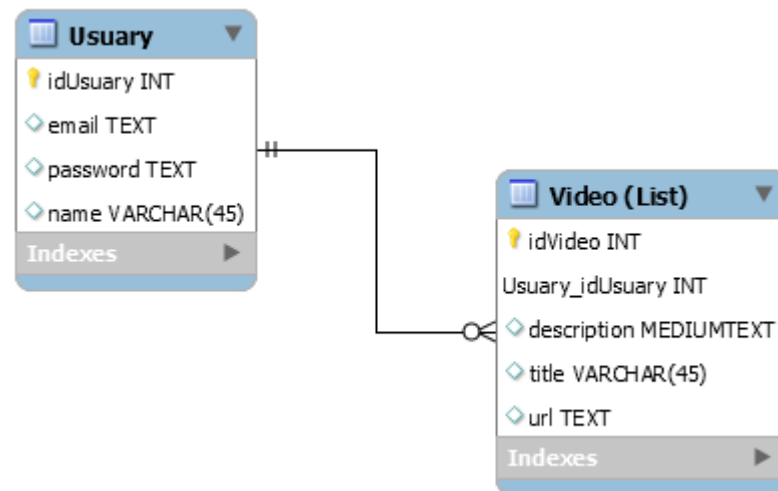 Usuary
idUsuary INT
email TEXT
password TEXT
name VARCHAR(45)
Indexes
Video (List)
idVideo INT
Usuary_idUsuary INT
description MEDIUMTEXT
title VARCHAR(45)
url TEXT
Indexes